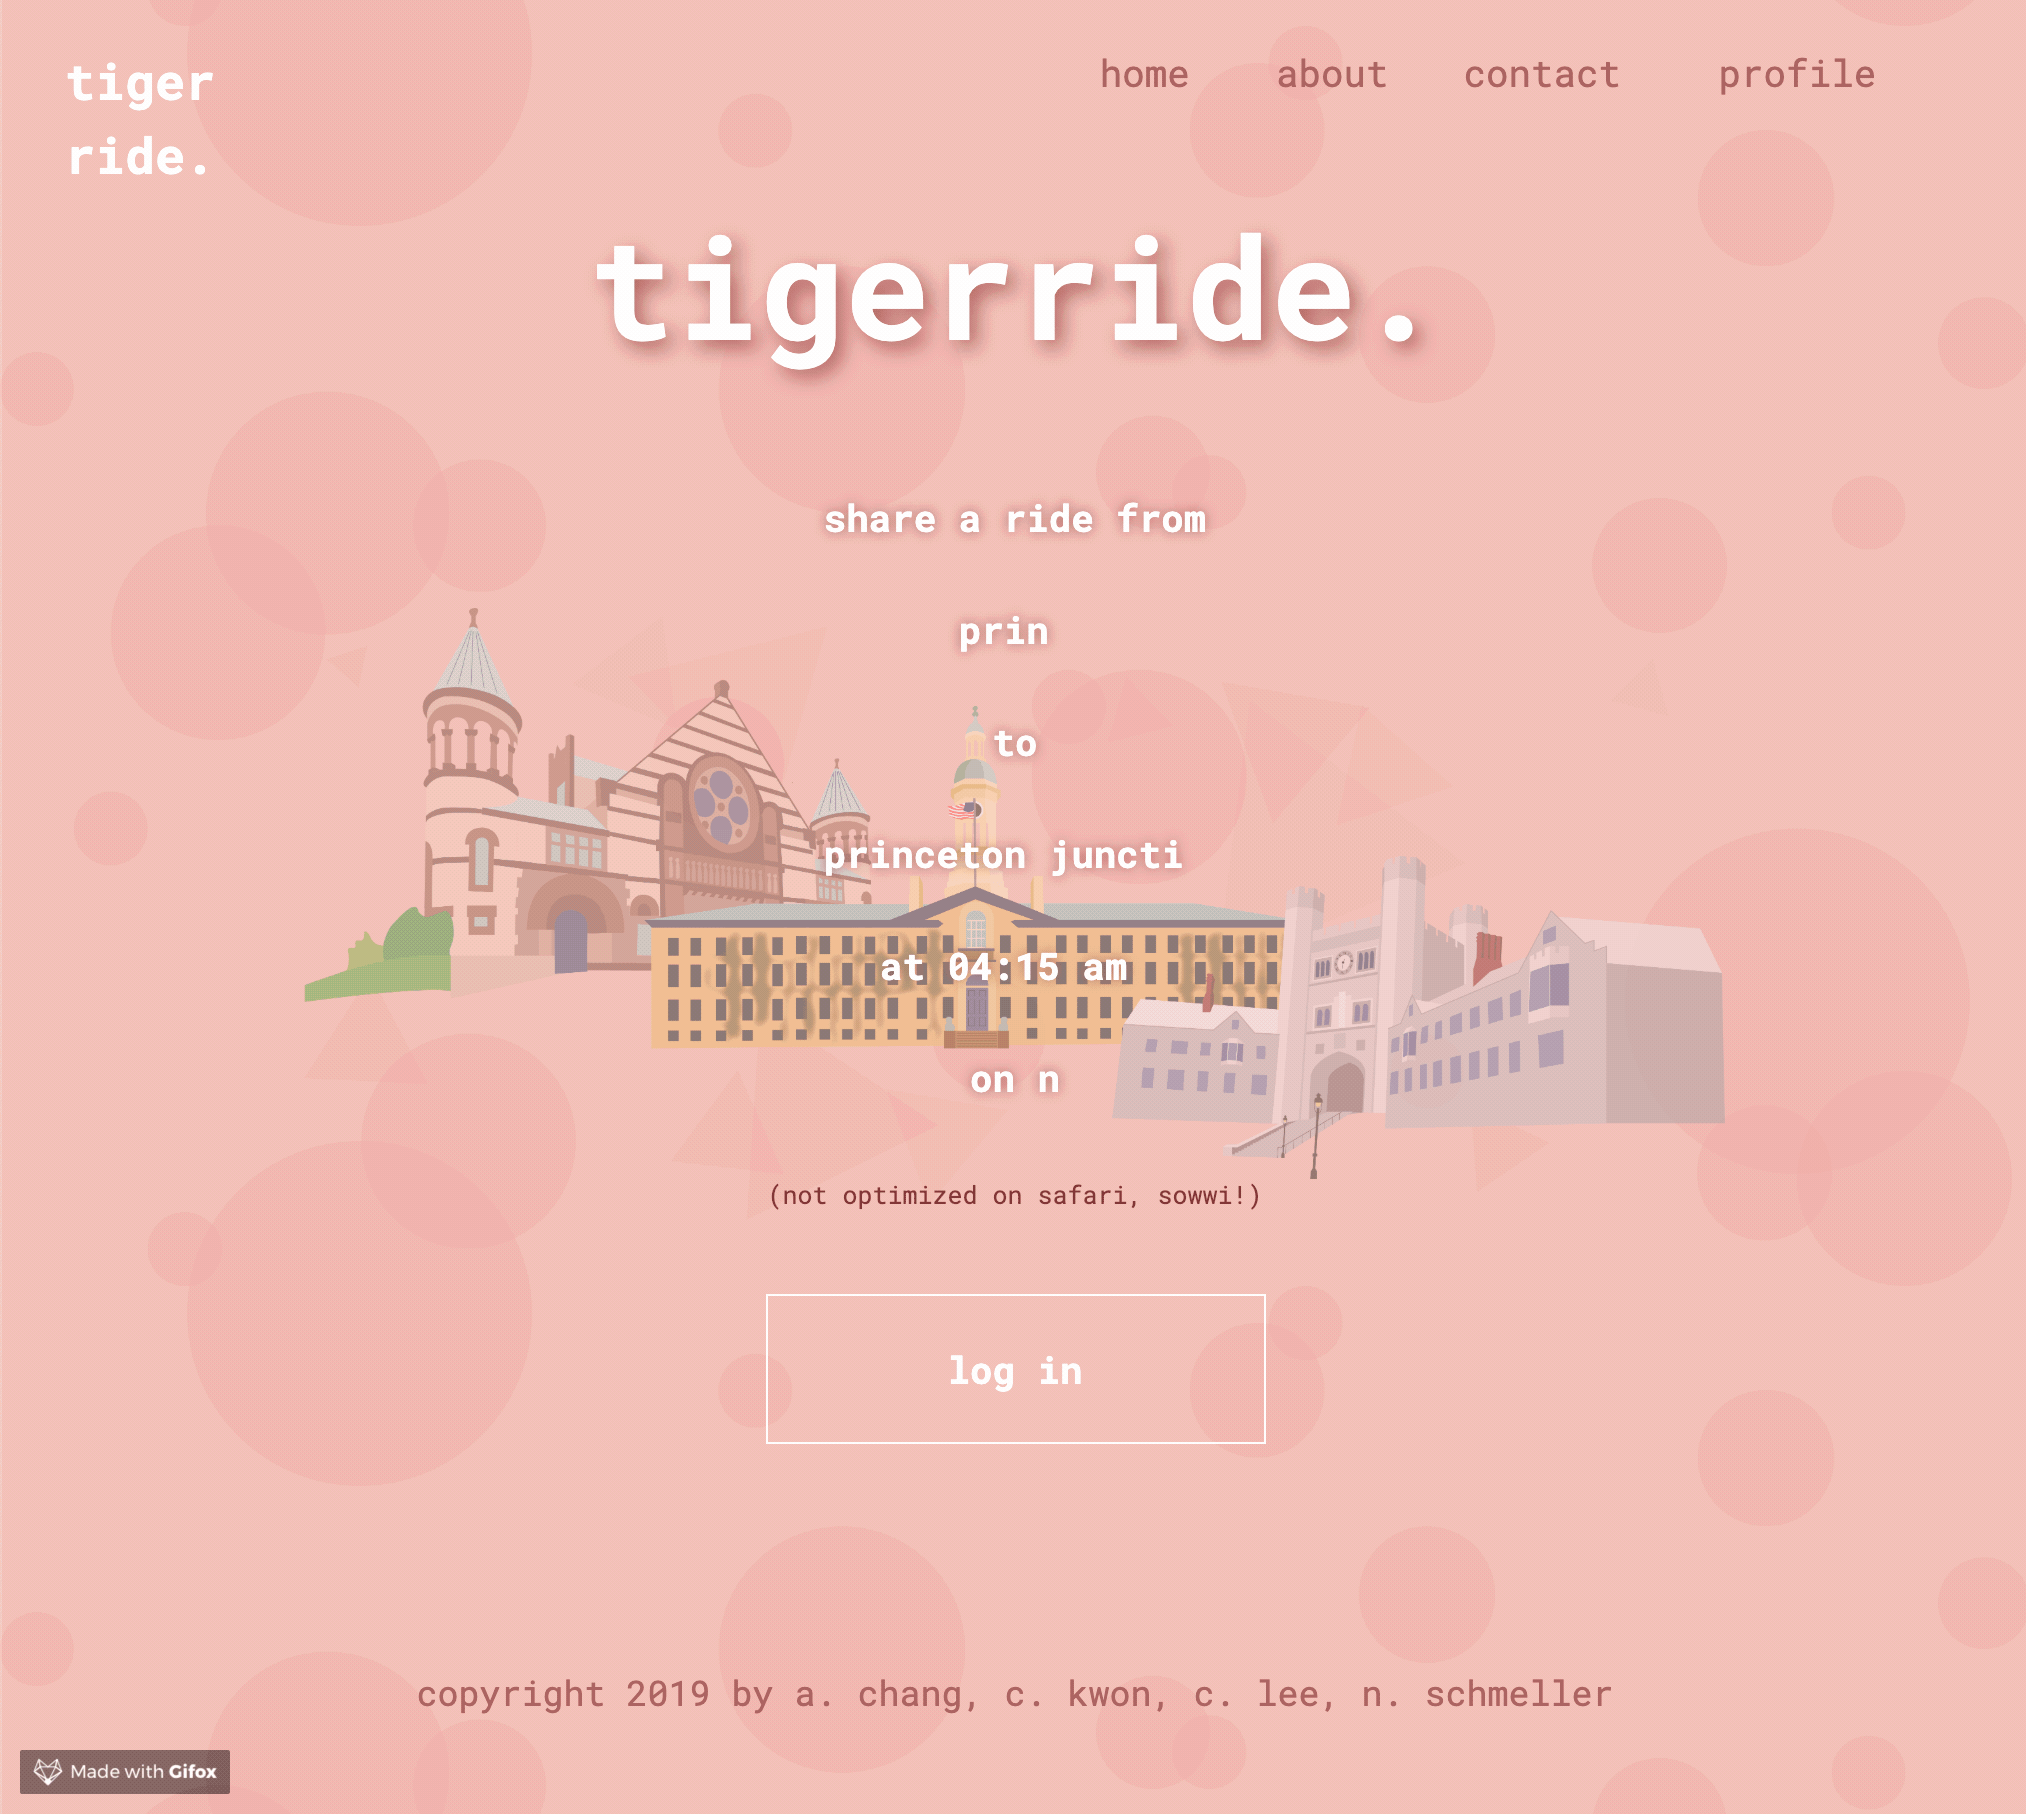 tiger
ride.
home about contact profile
tigerride.
share a ride from
prin
to
princeton juncti
at 04:15 am
on n
(not optimized on safari, sowwi!)
log in
copyright 2019 by a. chang, c. kwon, c. lee, n. schmeller
Made with Gifox